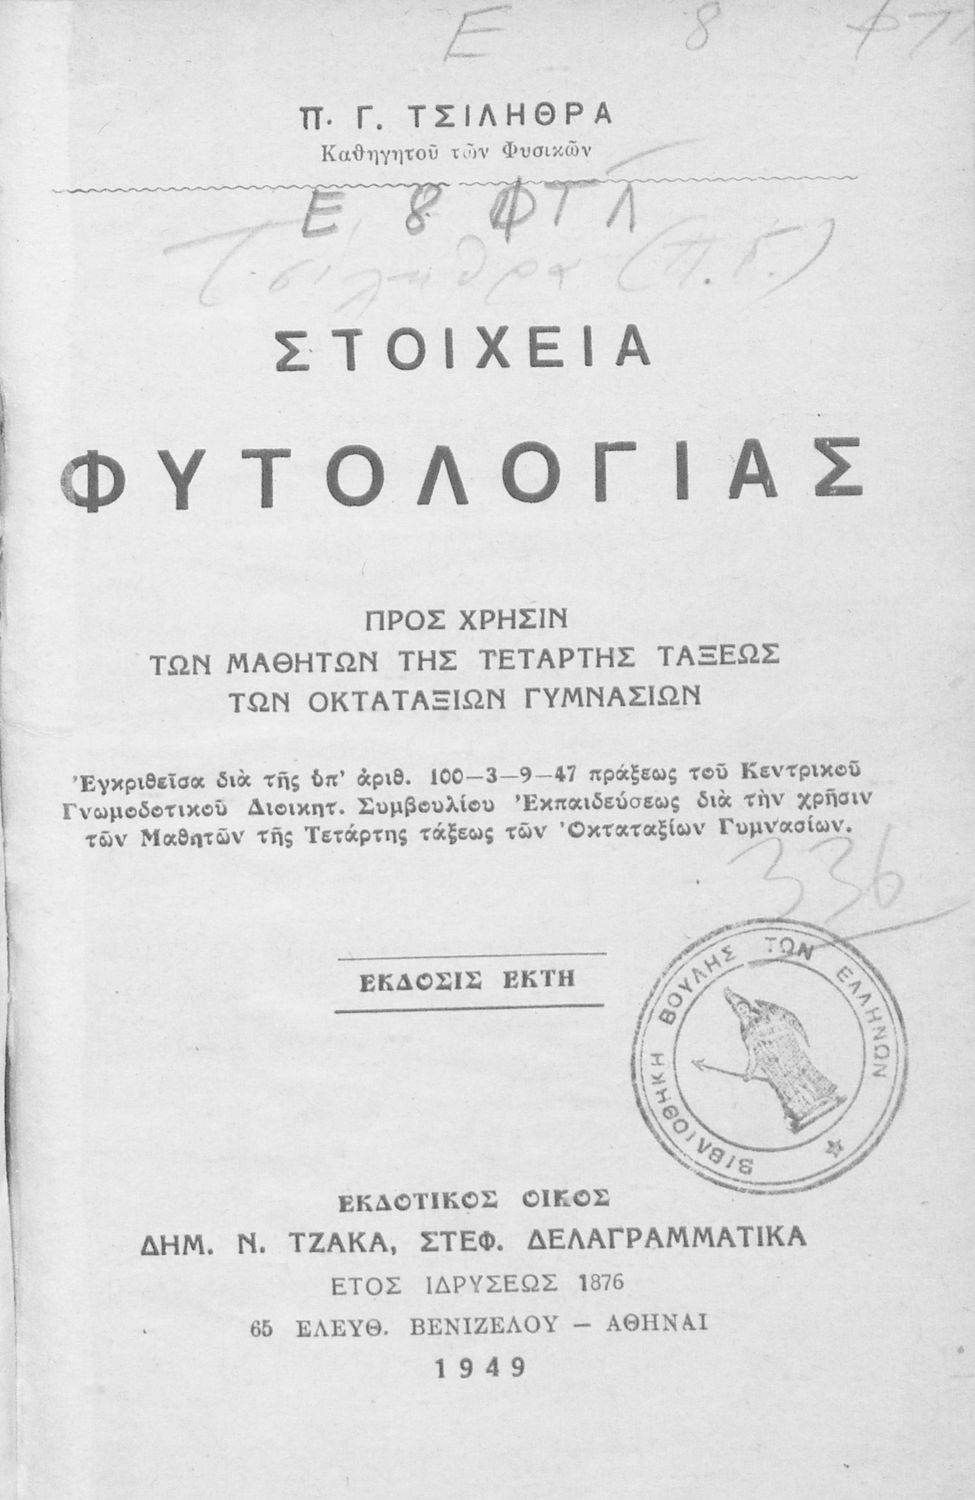 Ε 8 ΦΤΛ
Π. Γ. ΤΣΙΛΗΘΡΑ
Καθηγητοῦ τῶν Φυσικῶν
Ε 8 ΦΤΛ
Τσιληθρα (Π. Γ.)
ΣΤΟΙΧΕΙΑ
ΦΥΤΟΛΟΓΙΑΣ
ΠΡΟΣ ΧΡΗΣΙΝ
ΤΩΝ ΜΑΘΗΤΩΝ ΤΗΣ ΤΕΤΑΡΤΗΣ ΤΑΞΕΩΣ
ΤΩΝ ΟΚΤΑΤΑΞΙΩΝ ΓΥΜΝΑΣΙΩΝ
Ἐγκριθεῖσα διὰ τῆς ὑπ’ ἀριθ. 100—3—9—47 πράξεως τοῦ Κεντρικοῦ
Γνωμοδοτικοῦ Διοικητ. Συμβουλίου Ἐκπαιδεύσεως διὰ τὴν χρῆσιν
τῶν Μαθητῶν τῆς Τετάρτης τάξεως τῶν Ὀκταταξίων Γυμνασίων.
336
ΕΚΔΟΣΙΣ ΕΚΤΗ
ΒΙΒΛΙΟΘΗΚΗ ΒΟΥΛΗΣ ΤΩΝ ΕΛΛΗΝΩΝ
ΕΚΔΟΤΙΚΟΣ ΟΙΚΟΣ
ΔΗΜ. Ν. ΤΖΑΚΑ, ΣΤΕΦ. ΔΕΛΑΓΡΑΜΜΑΤΙΚΑ
ΕΤΟΣ ΙΔΡΥΣΕΩΣ 1876
65 ΕΛΕΥΘ. ΒΕΝΙΖΕΛΟΥ — ΑΘΗΝΑΙ
1949